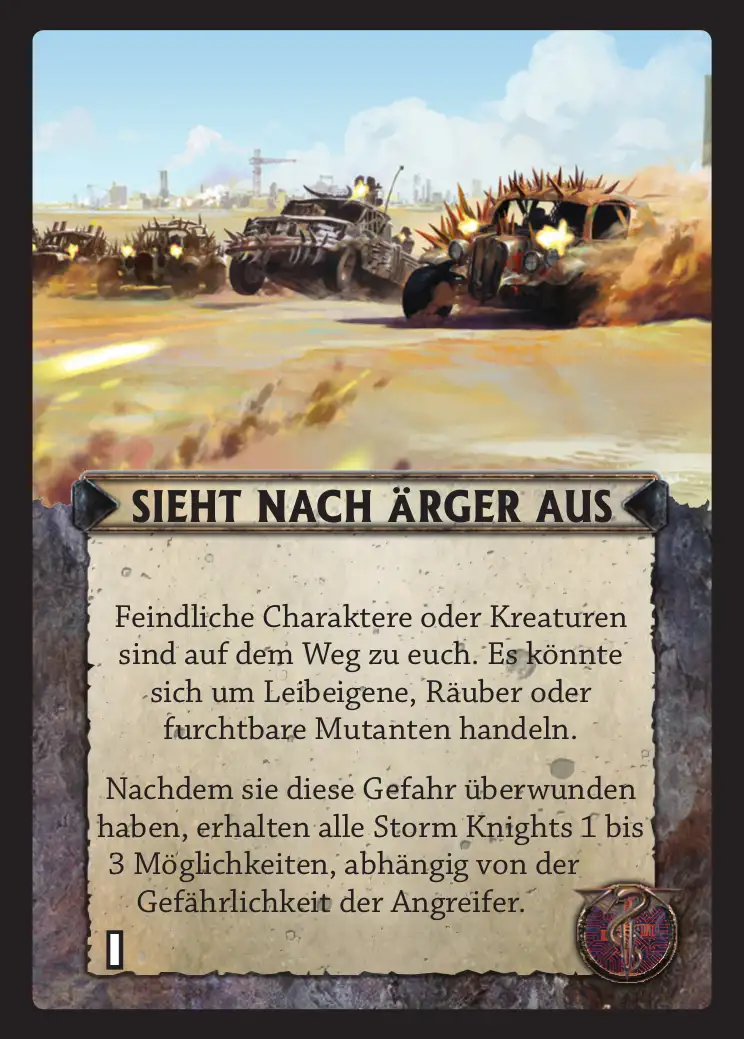 SIEHT NACH ÄRGER AUS
Feindliche Charaktere oder Kreaturen
sind auf dem Weg zu euch. Es könnte
sich um Leibeigene, Räuber oder
furchtbare Mutanten handeln.
Nachdem sie diese Gefahr überwunden
haben, erhalten alle Storm Knights 1 bis
3 Möglichkeiten, abhängig von der
Gefährlichkeit der Angreifer.